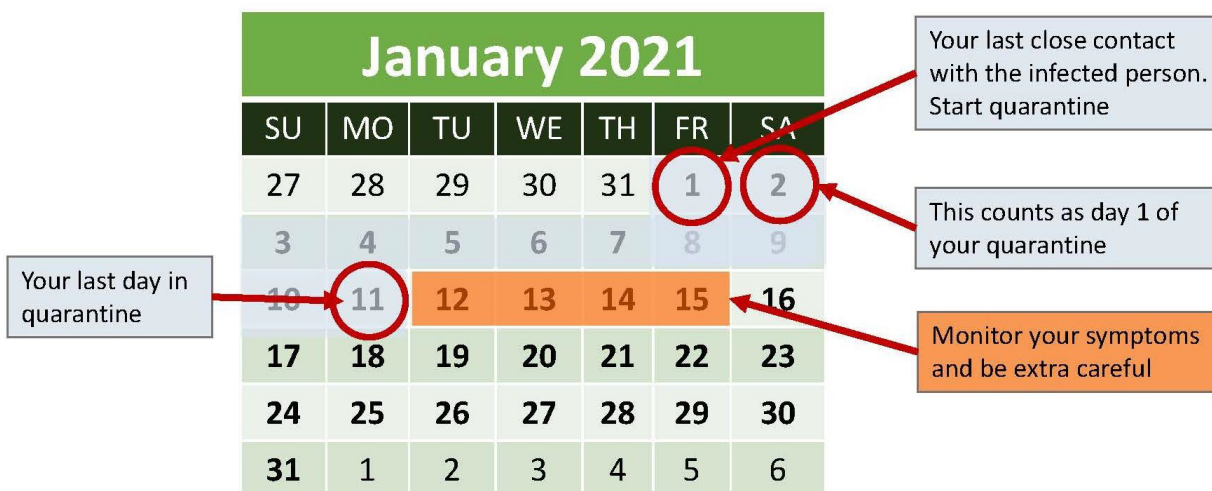 January 2021
Your last close contact
with the infected person.
Start quarantine
SU MO TU WE TH FR SA
27 28 29 30 31 1 2
This counts as day 1 of
your quarantine
3 4 5 6 7 8 9
Your last day in
quarantine
10 11 12 13 14 15 16
Monitor your symptoms
and be extra careful
17 18 19 20 21 22 23
24 25 26 27 28 29 30
31 1 2 3 4 5 6